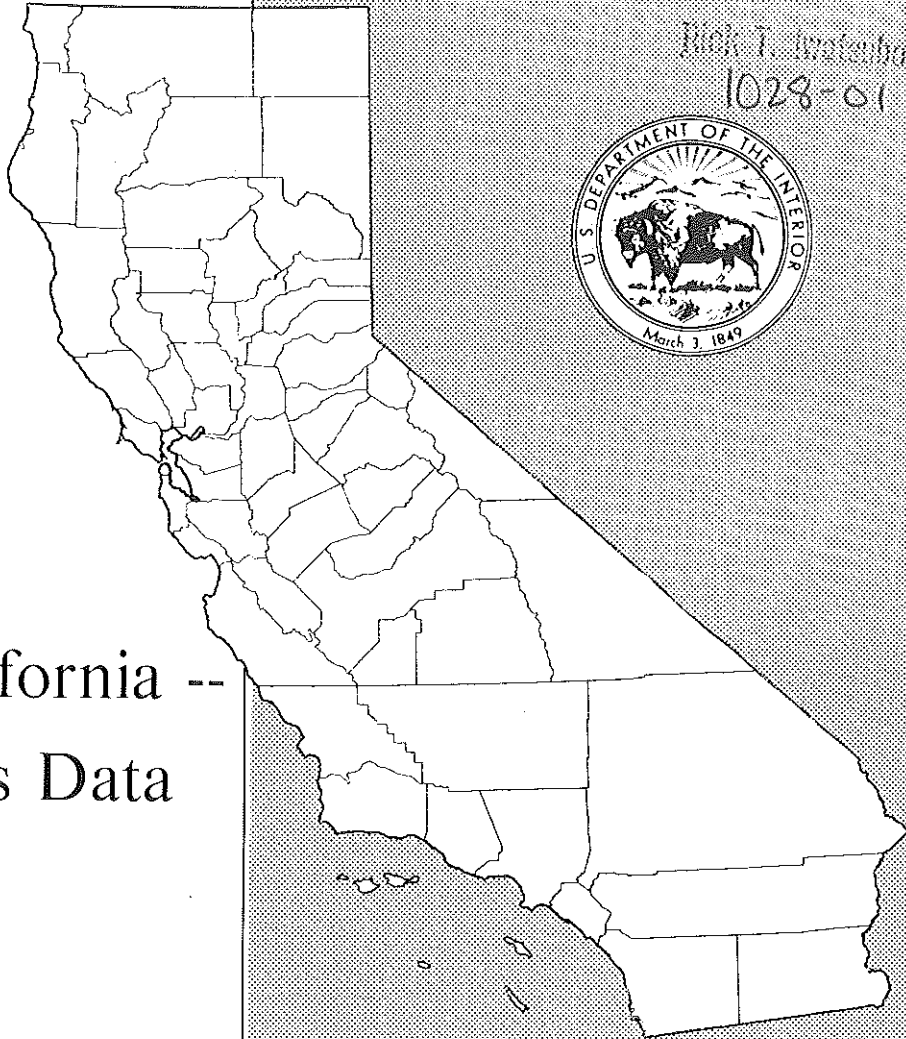 1028-01
U. S. DEPARTMENT OF THE INTERIOR
March 3, 1849
fornia --
s Data